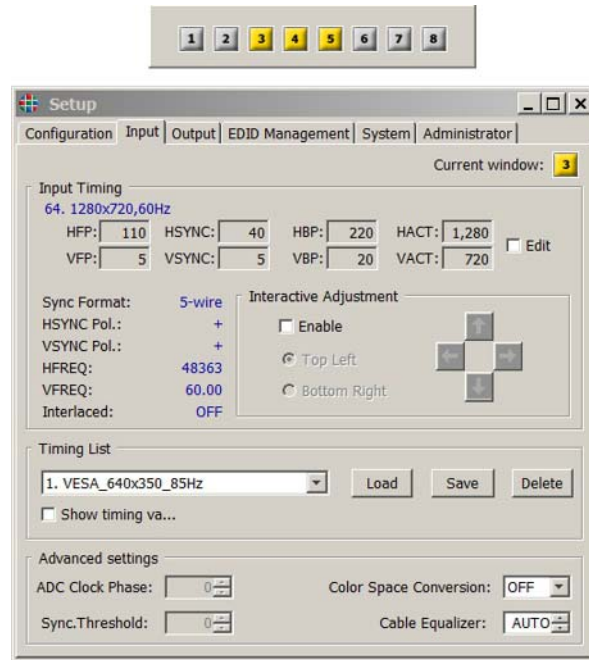 1 2 3 4 5 6 7 8
Setup
Configuration Input Output EDID Management System Administrator
Current window: 3
Input Timing
64. 1280x720,60Hz
HFP: 110 HSYNC: 40 HBP: 220 HACT: 1,280
VFP: 5 VSYNC: 5 VBP: 20 VACT: 720
Edit
Sync Format: 5-wire
HSYNC Pol.: +
VSYNC Pol.: +
HFREQ: 48363
VFREQ: 60.00
Interlaced: OFF
Interactive Adjustment
Enable
Top Left
Bottom Right
Timing List
1. VESA_640x350_85Hz Load Save Delete
Show timing va...
Advanced settings
ADC Clock Phase: 0 Color Space Conversion: OFF
Sync.Threshold: 0 Cable Equalizer: AUTO